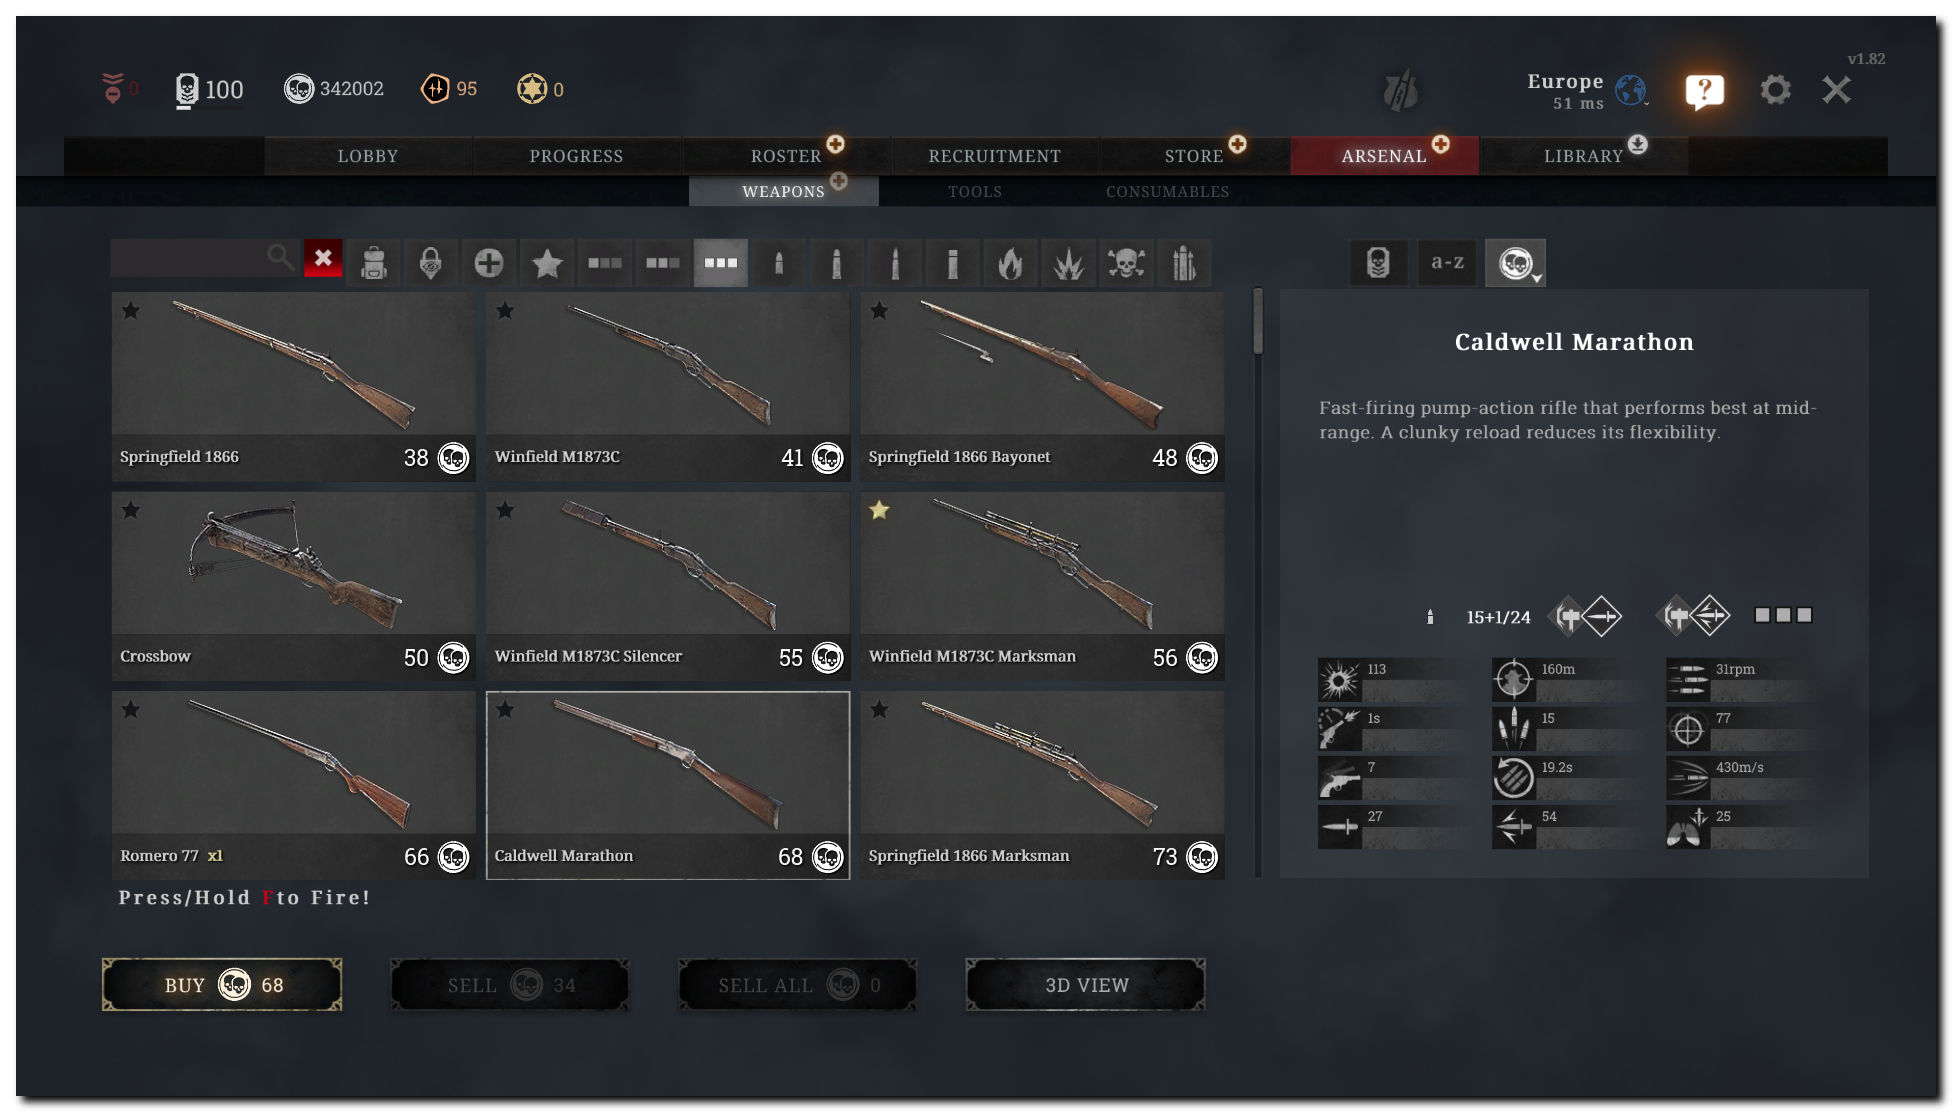 v1.82
0
100
342002
95
0
Europe
51 ms
?
LOBBY
PROGRESS
ROSTER
RECRUITMENT
STORE
ARSENAL
LIBRARY
WEAPONS
TOOLS
CONSUMABLES
a-z
Springfield 1866 38
Winfield M1873C 41
Springfield 1866 Bayonet 48
Crossbow 50
Winfield M1873C Silencer 55
Winfield M1873C Marksman 56
Romero 77 x1 66
Caldwell Marathon 68
Springfield 1866 Marksman 73
Press/Hold F to Fire!
BUY 68
SELL 34
SELL ALL 0
3D VIEW
Caldwell Marathon
Fast-firing pump-action rifle that performs best at mid-
range. A clunky reload reduces its flexibility.
15+1/24
113
160m
31rpm
1s
15
77
7
19.2s
430m/s
27
54
25